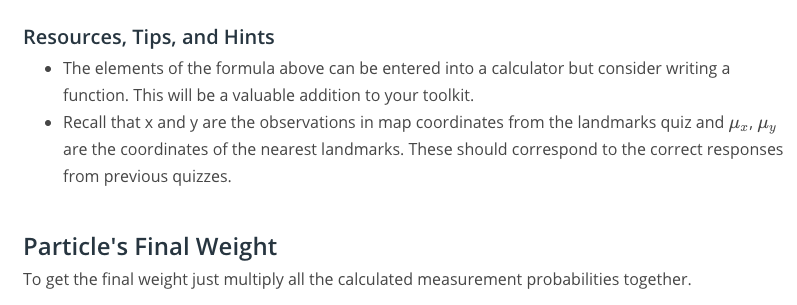 Resources, Tips, and Hints
• The elements of the formula above can be entered into a calculator but consider writing a
function. This will be a valuable addition to your toolkit.
• Recall that x and y are the observations in map coordinates from the landmarks quiz and μₓ, μᵧ
are the coordinates of the nearest landmarks. These should correspond to the correct responses
from previous quizzes.
Particle's Final Weight
To get the final weight just multiply all the calculated measurement probabilities together.